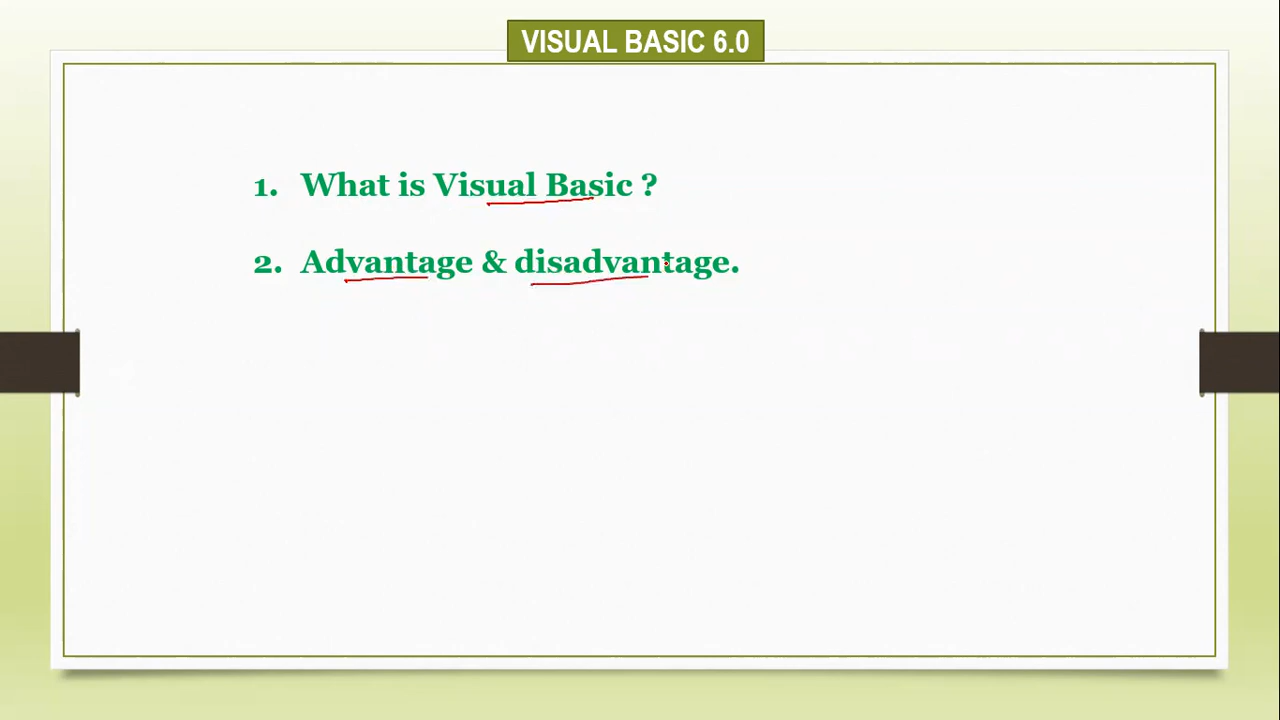 VISUAL BASIC 6.0
1. What is Visual Basic ?
2. Advantage & disadvantage.